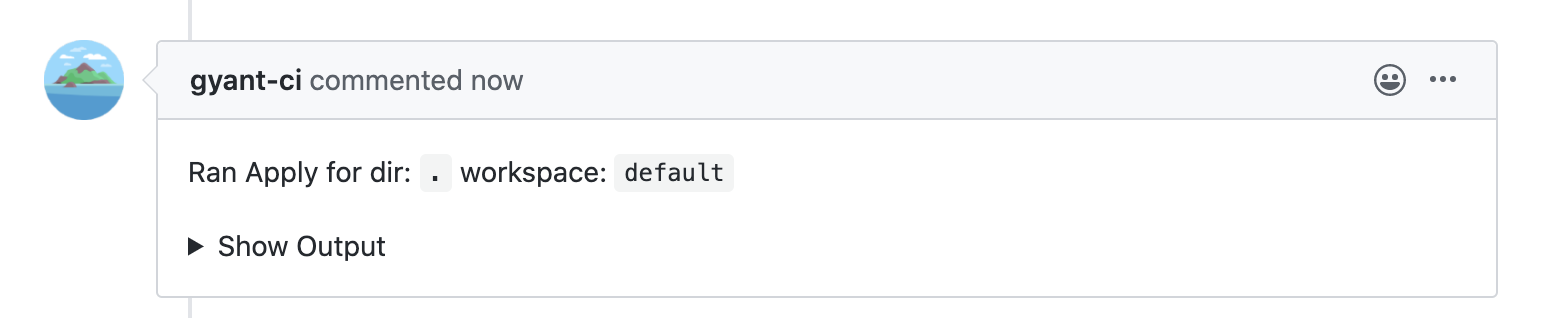 gyant-ci commented now
Ran Apply for dir: . workspace: default
Show Output